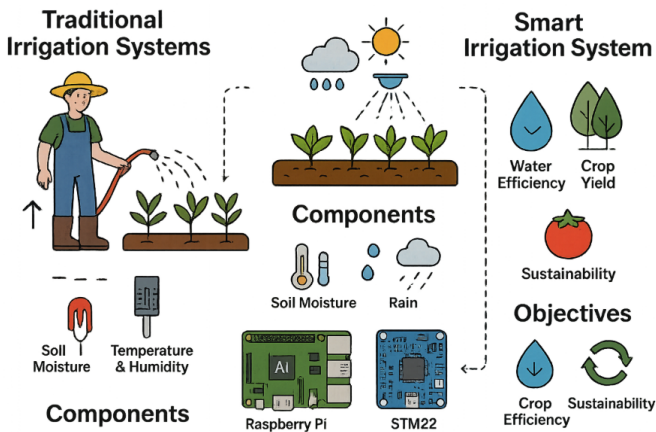 Traditional
Irrigation Systems
Soil
Moisture
Temperature
& Humidity
Components
Components
Soil Moisture
Rain
AI
Raspberry Pi
STM22
Smart
Irrigation System
Water
Efficiency
Crop
Yield
Sustainability
Objectives
Crop
Efficiency
Sustainability